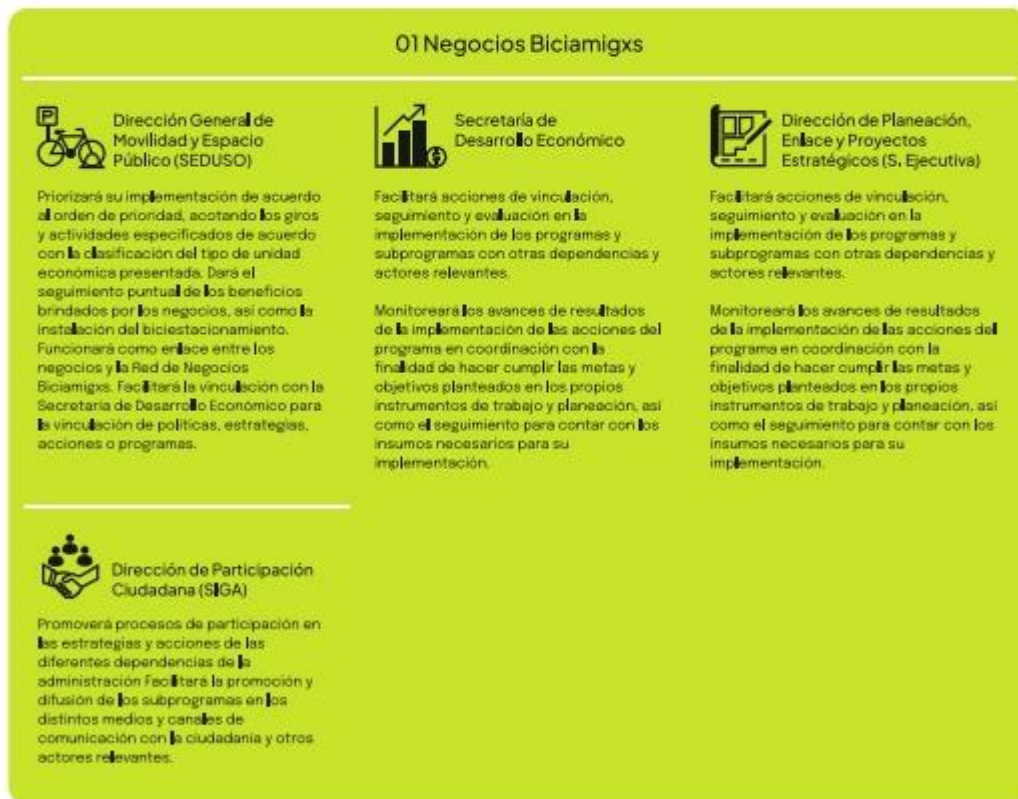 01 Negocios Biciamigxs
P
Dirección General de
Movilidad y Espacio
Público (SEDUSO)
Priorizará su implementación de acuerdo
al orden de prioridad, acotando los giros
y actividades especificados de acuerdo
con la clasificación del tipo de unidad
económica presentada. Dará el
seguimiento puntual de los beneficios
brindados por los negocios, así como la
instalación del biciestacionamiento.
Funcionará como enlace entre los
negocios y la Red de Negocios
Biciamigxs. Facilitará la vinculación con la
Secretaría de Desarrollo Económico para
la vinculación de políticas, estrategias,
acciones o programas.
Secretaría de
Desarrollo Económico
Facilitará acciones de vinculación,
seguimiento y evaluación en la
implementación de los programas y
subprogramas con otras dependencias y
actores relevantes.
Monitoreará los avances de resultados
de la implementación de las acciones del
programa en coordinación con la
finalidad de hacer cumplir las metas y
objetivos planteados en los propios
instrumentos de trabajo y planeación, así
como el seguimiento para contar con los
insumos necesarios para su
implementación.
Dirección de Planeación,
Enlace y Proyectos
Estratégicos (S. Ejecutiva)
Facilitará acciones de vinculación,
seguimiento y evaluación en la
implementación de los programas y
subprogramas con otras dependencias y
actores relevantes.
Monitoreará los avances de resultados
de la implementación de las acciones del
programa en coordinación con la
finalidad de hacer cumplir las metas y
objetivos planteados en los propios
instrumentos de trabajo y planeación, así
como el seguimiento para contar con los
insumos necesarios para su
implementación.
Dirección de Participación
Ciudadana (SIGA)
Promoverá procesos de participación en
las estrategias y acciones de las
diferentes dependencias de la
administración Facilitará la promoción y
difusión de los subprogramas en los
distintos medios y canales de
comunicación con la ciudadanía y otros
actores relevantes.